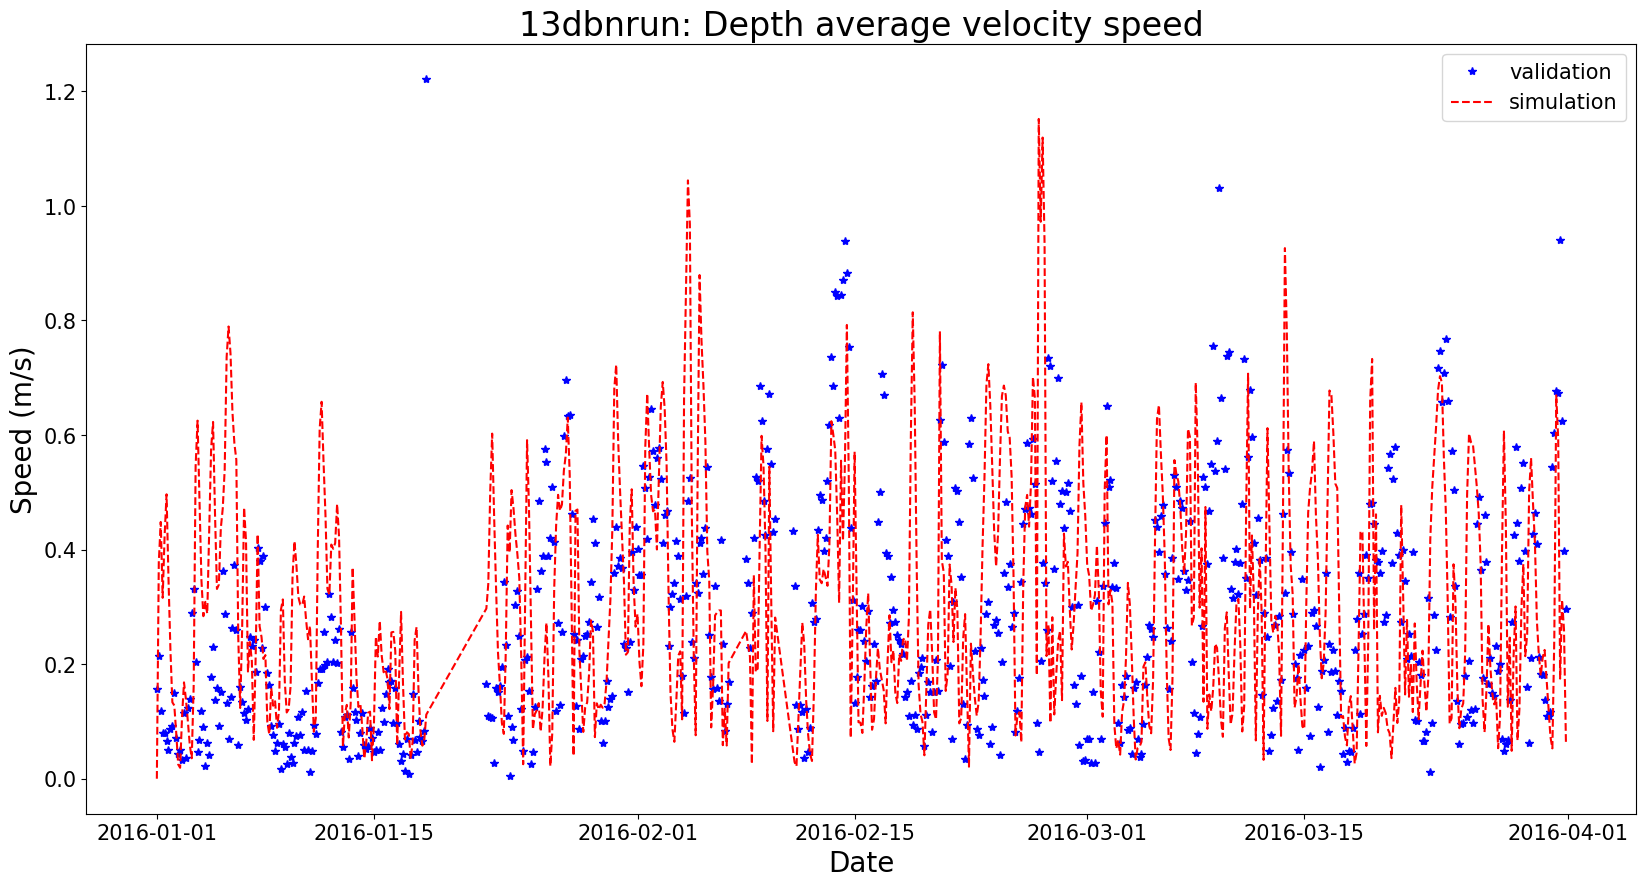 13dbnrun: Depth average velocity speed
validation
simulation
Speed (m/s)
1.2
1.0
0.8
0.6
0.4
0.2
0.0
2016-01-01
2016-01-15
2016-02-01
2016-02-15
2016-03-01
2016-03-15
2016-04-01
Date